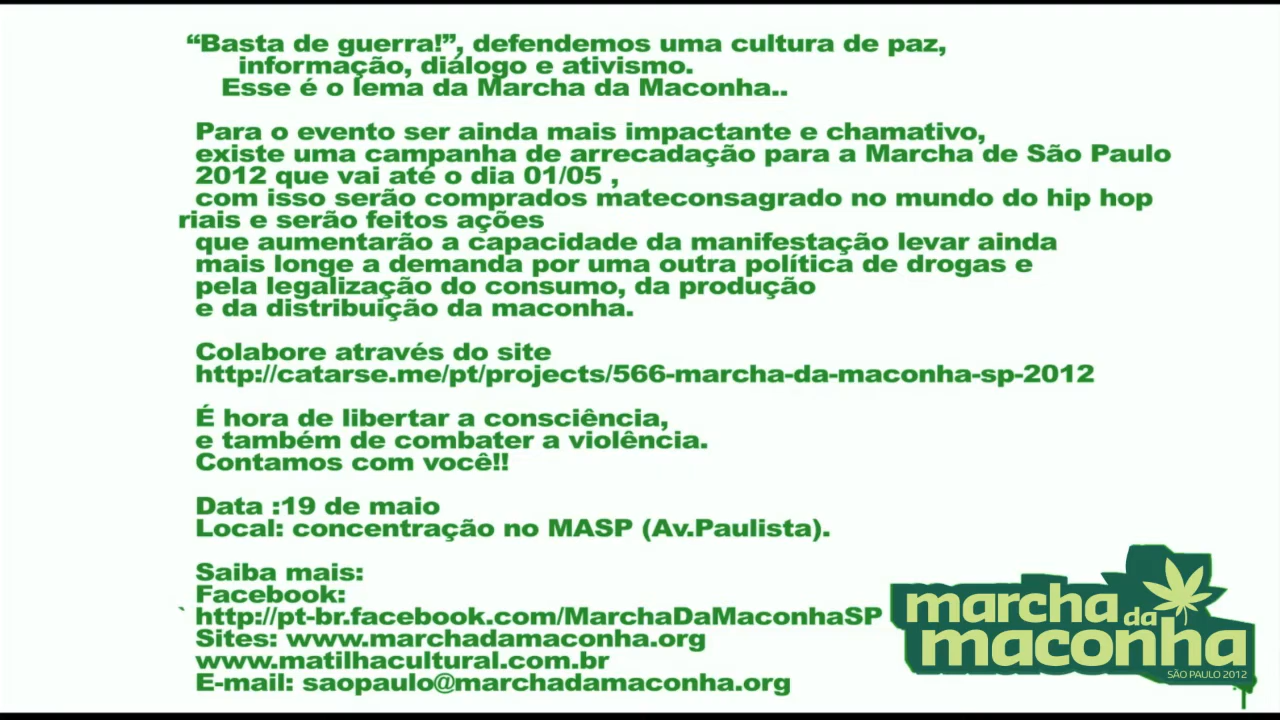 “Basta de guerra!”, defendemos uma cultura de paz,
informação, diálogo e ativismo.
Esse é o lema da Marcha da Maconha..
Para o evento ser ainda mais impactante e chamativo,
existe uma campanha de arrecadação para a Marcha de São Paulo
2012 que vai até o dia 01/05 ,
com isso serão comprados mateconsagrado no mundo do hip hop
riais e serão feitos ações
que aumentarão a capacidade da manifestação levar ainda
mais longe a demanda por uma outra política de drogas e
pela legalização do consumo, da produção
e da distribuição da maconha.
Colabore através do site
http://catarse.me/pt/projects/566-marcha-da-maconha-sp-2012
É hora de libertar a consciência,
e também de combater a violência.
Contamos com você!!
Data :19 de maio
Local: concentração no MASP (Av.Paulista).
Saiba mais:
Facebook:
` http://pt-br.facebook.com/MarchaDaMaconhaSP
Sites: www.marchadamaconha.org
www.matilhacultural.com.br
E-mail: saopaulo@marchadamaconha.org
marcha da
maconha
SÃO PAULO 2012